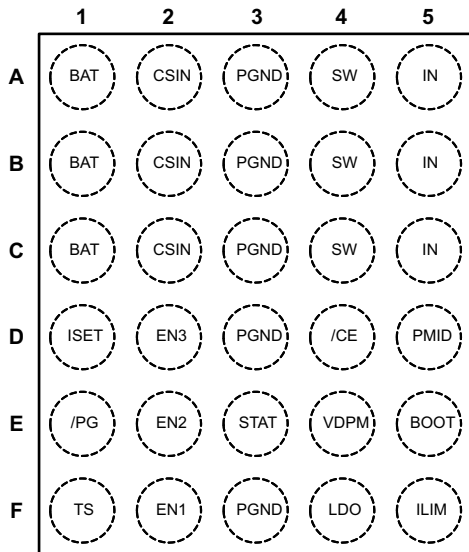 1 2 3 4 5
A BAT CSIN PGND SW IN
B BAT CSIN PGND SW IN
C BAT CSIN PGND SW IN
D ISET EN3 PGND /CE PMID
E /PG EN2 STAT VDPM BOOT
F TS EN1 PGND LDO ILIM